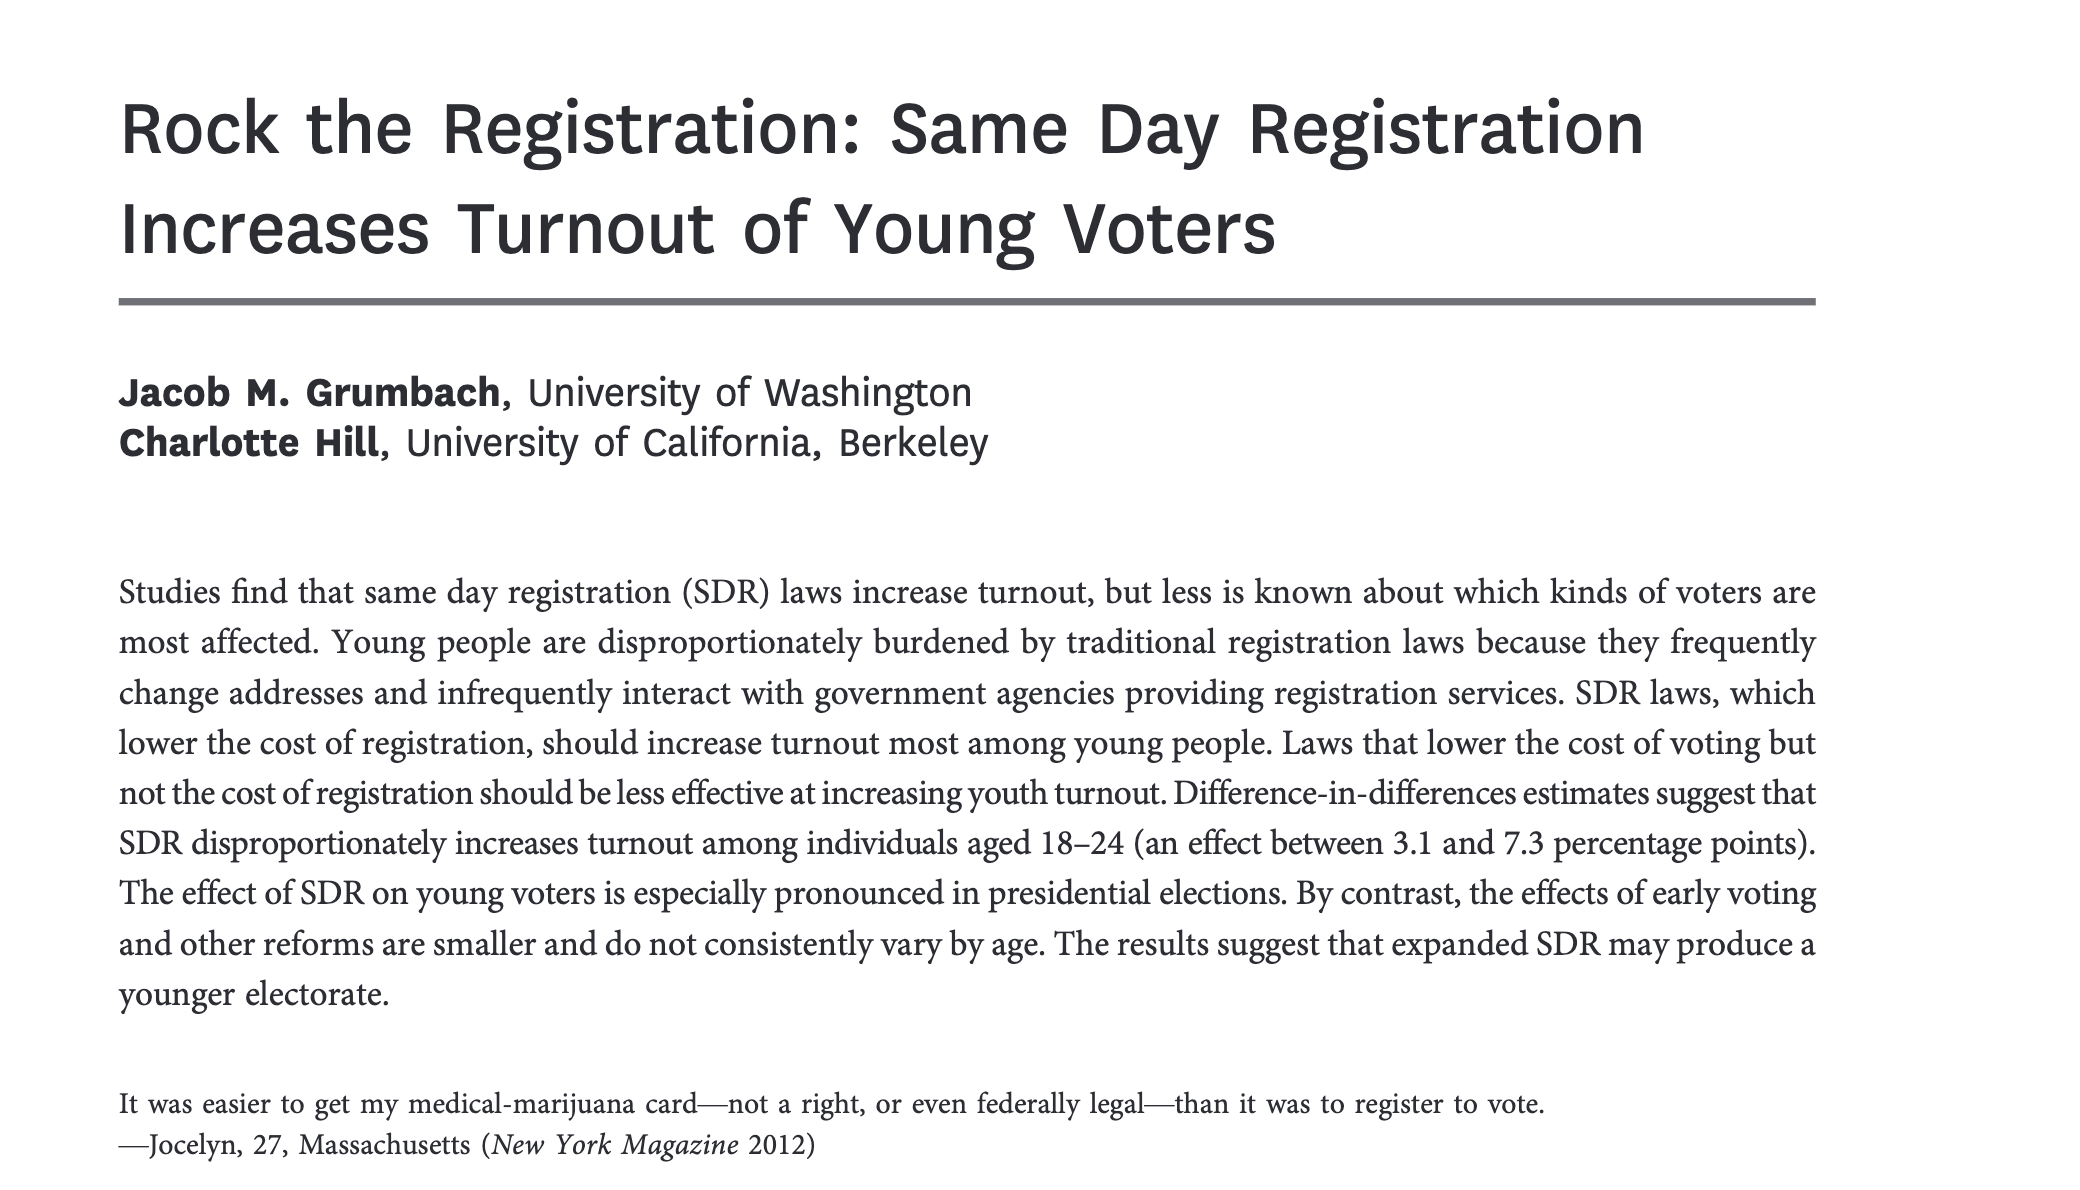 Rock the Registration: Same Day Registration
Increases Turnout of Young Voters
Jacob M. Grumbach, University of Washington
Charlotte Hill, University of California, Berkeley
Studies find that same day registration (SDR) laws increase turnout, but less is known about which kinds of voters are
most affected. Young people are disproportionately burdened by traditional registration laws because they frequently
change addresses and infrequently interact with government agencies providing registration services. SDR laws, which
lower the cost of registration, should increase turnout most among young people. Laws that lower the cost of voting but
not the cost of registration should be less effective at increasing youth turnout. Difference-in-differences estimates suggest that
SDR disproportionately increases turnout among individuals aged 18–24 (an effect between 3.1 and 7.3 percentage points).
The effect of SDR on young voters is especially pronounced in presidential elections. By contrast, the effects of early voting
and other reforms are smaller and do not consistently vary by age. The results suggest that expanded SDR may produce a
younger electorate.
It was easier to get my medical-marijuana card—not a right, or even federally legal—than it was to register to vote.
—Jocelyn, 27, Massachusetts (New York Magazine 2012)